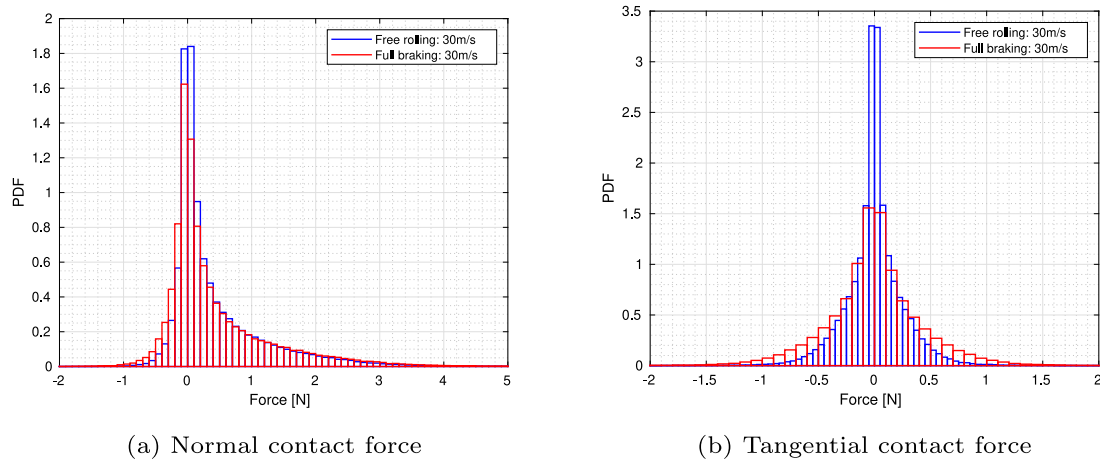 2
1.8
1.6
1.4
1.2
1
0.8
0.6
0.4
0.2
0
PDF
-2 -1 0 1 2 3 4 5
Force [N]
Free rolling: 30m/s
Full braking: 30m/s
(a) Normal contact force
3.5
3
2.5
2
1.5
1
0.5
0
PDF
-2 -1.5 -1 -0.5 0 0.5 1 1.5 2
Force [N]
Free rolling: 30m/s
Full braking: 30m/s
(b) Tangential contact force